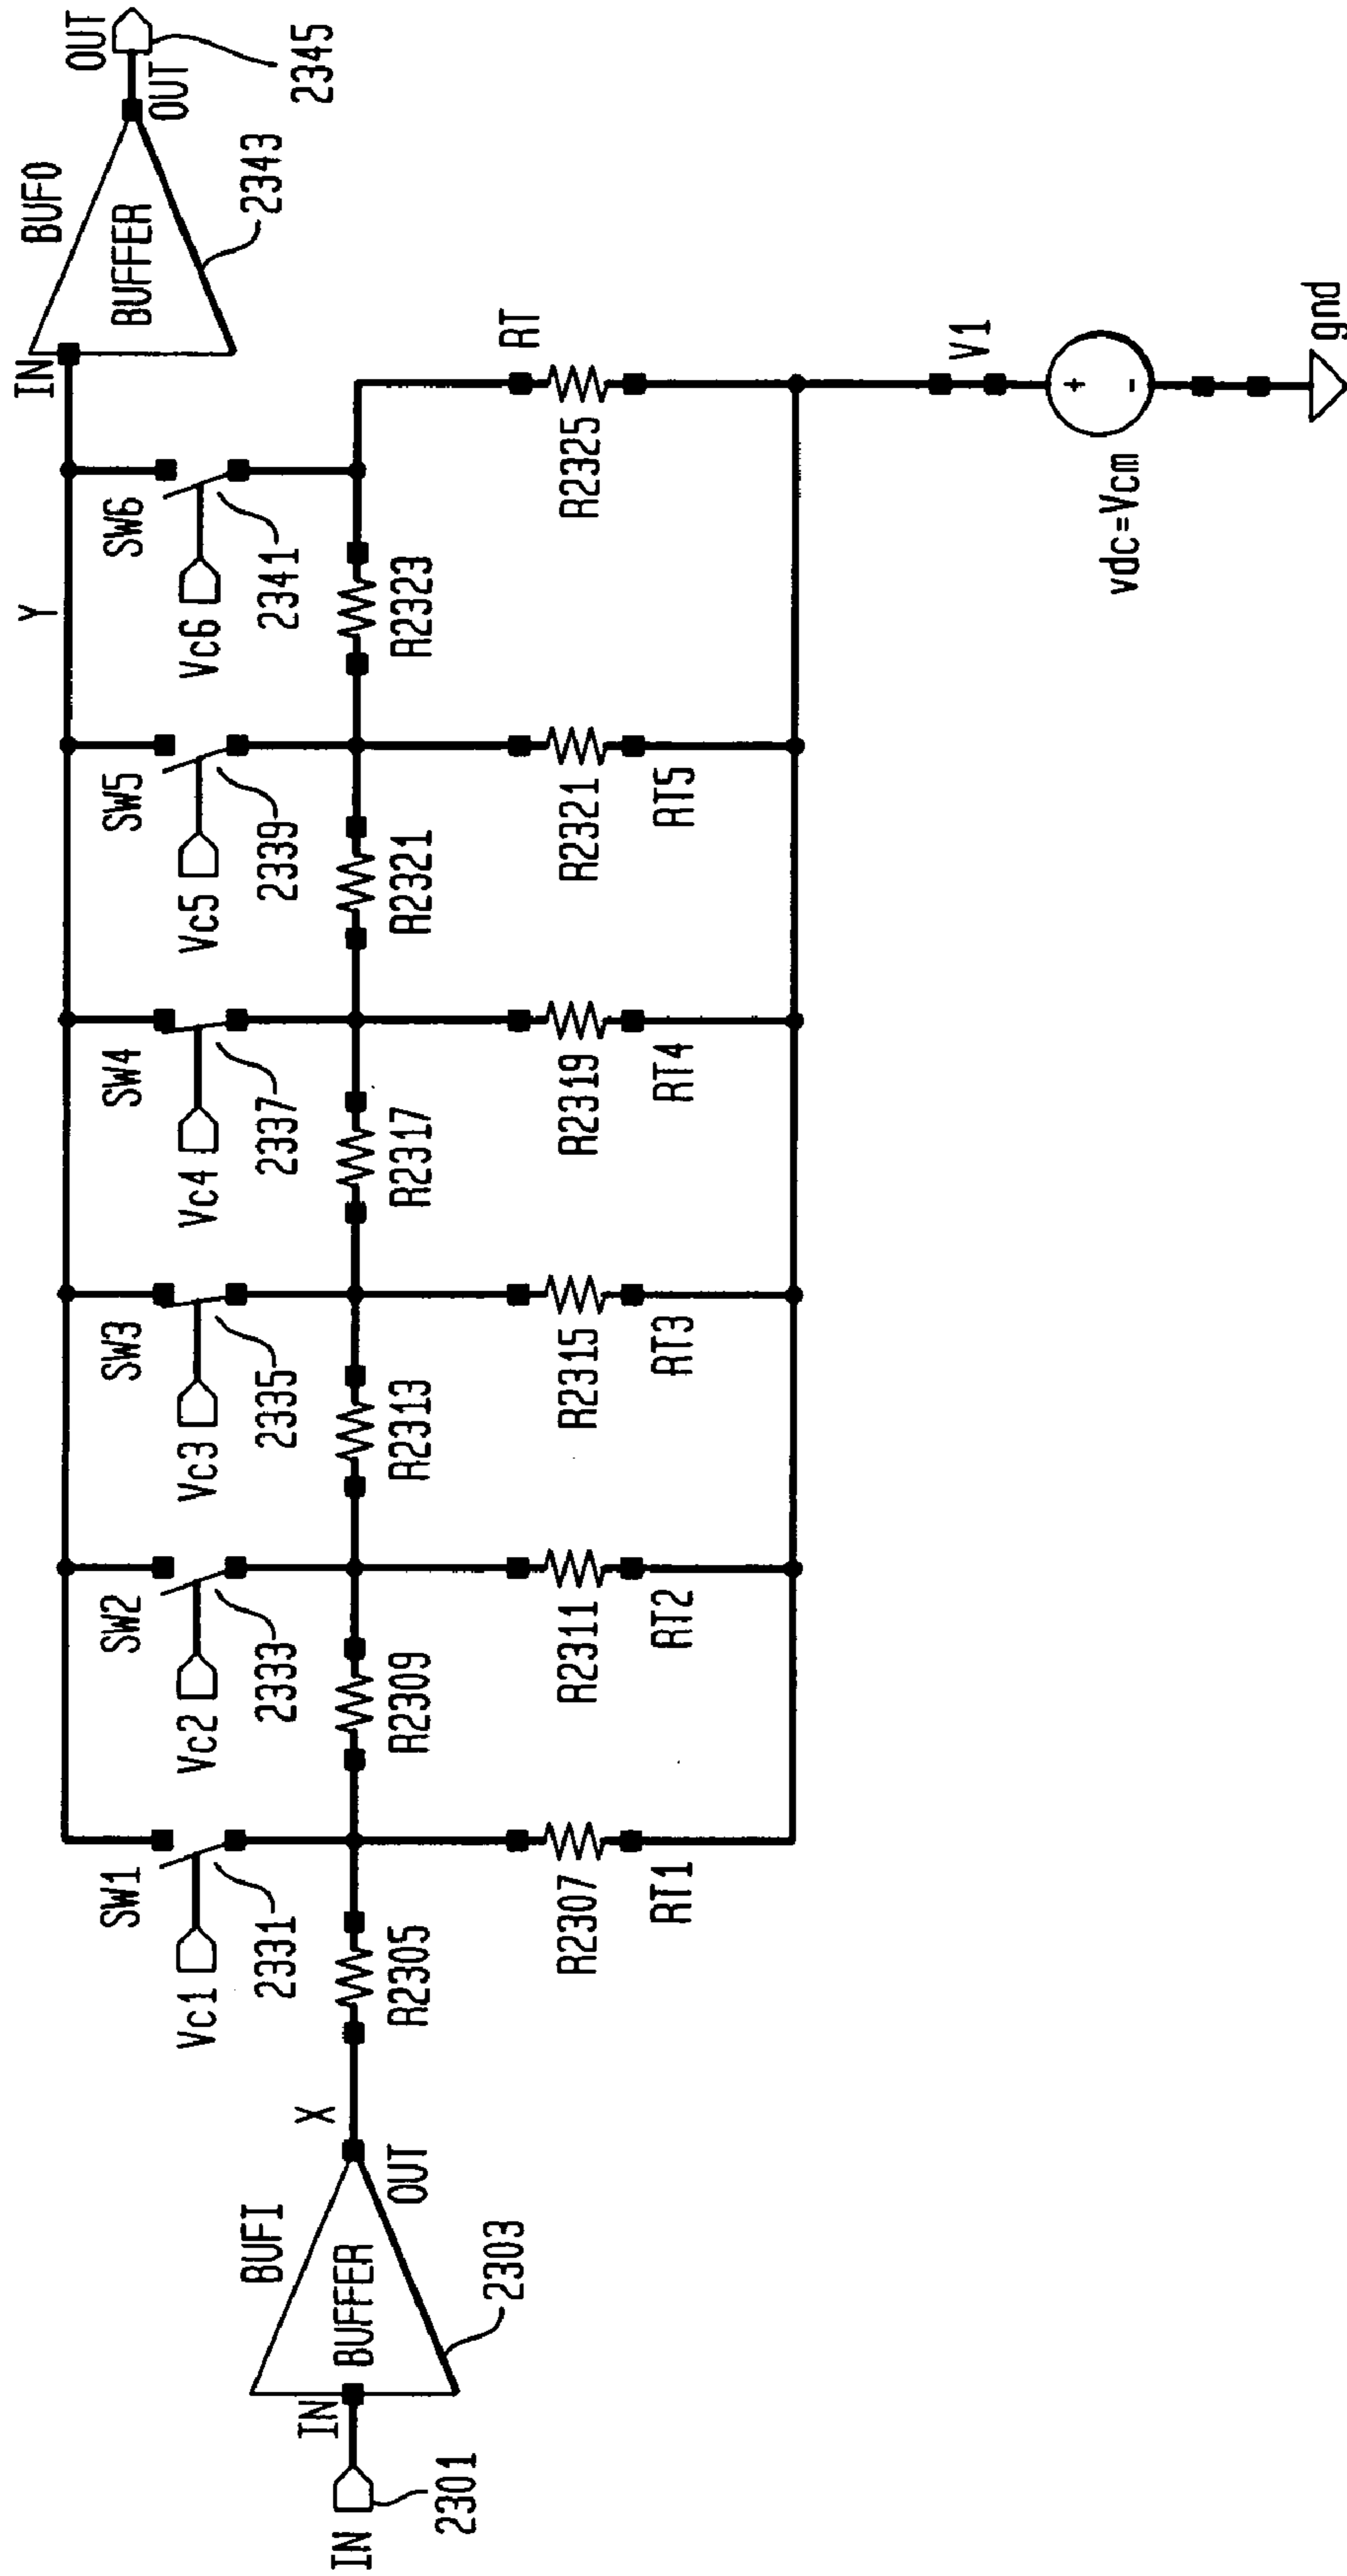 IN
2301
IN
BUFI
BUFFER
2303
OUT
X
R2305
Vc1
SW1
2331
R2307
RT1
R2309
Vc2
SW2
2333
R2311
RT2
R2313
Vc3
SW3
2335
R2315
RT3
R2317
Vc4
SW4
2337
R2319
RT4
R2321
Vc5
SW5
2339
R2321
RT5
R2323
Vc6
SW6
2341
Y
R2325
RT
IN
BUFO
BUFFER
2343
OUT
OUT
2345
V1
+
-
vdc=Vcm
gnd